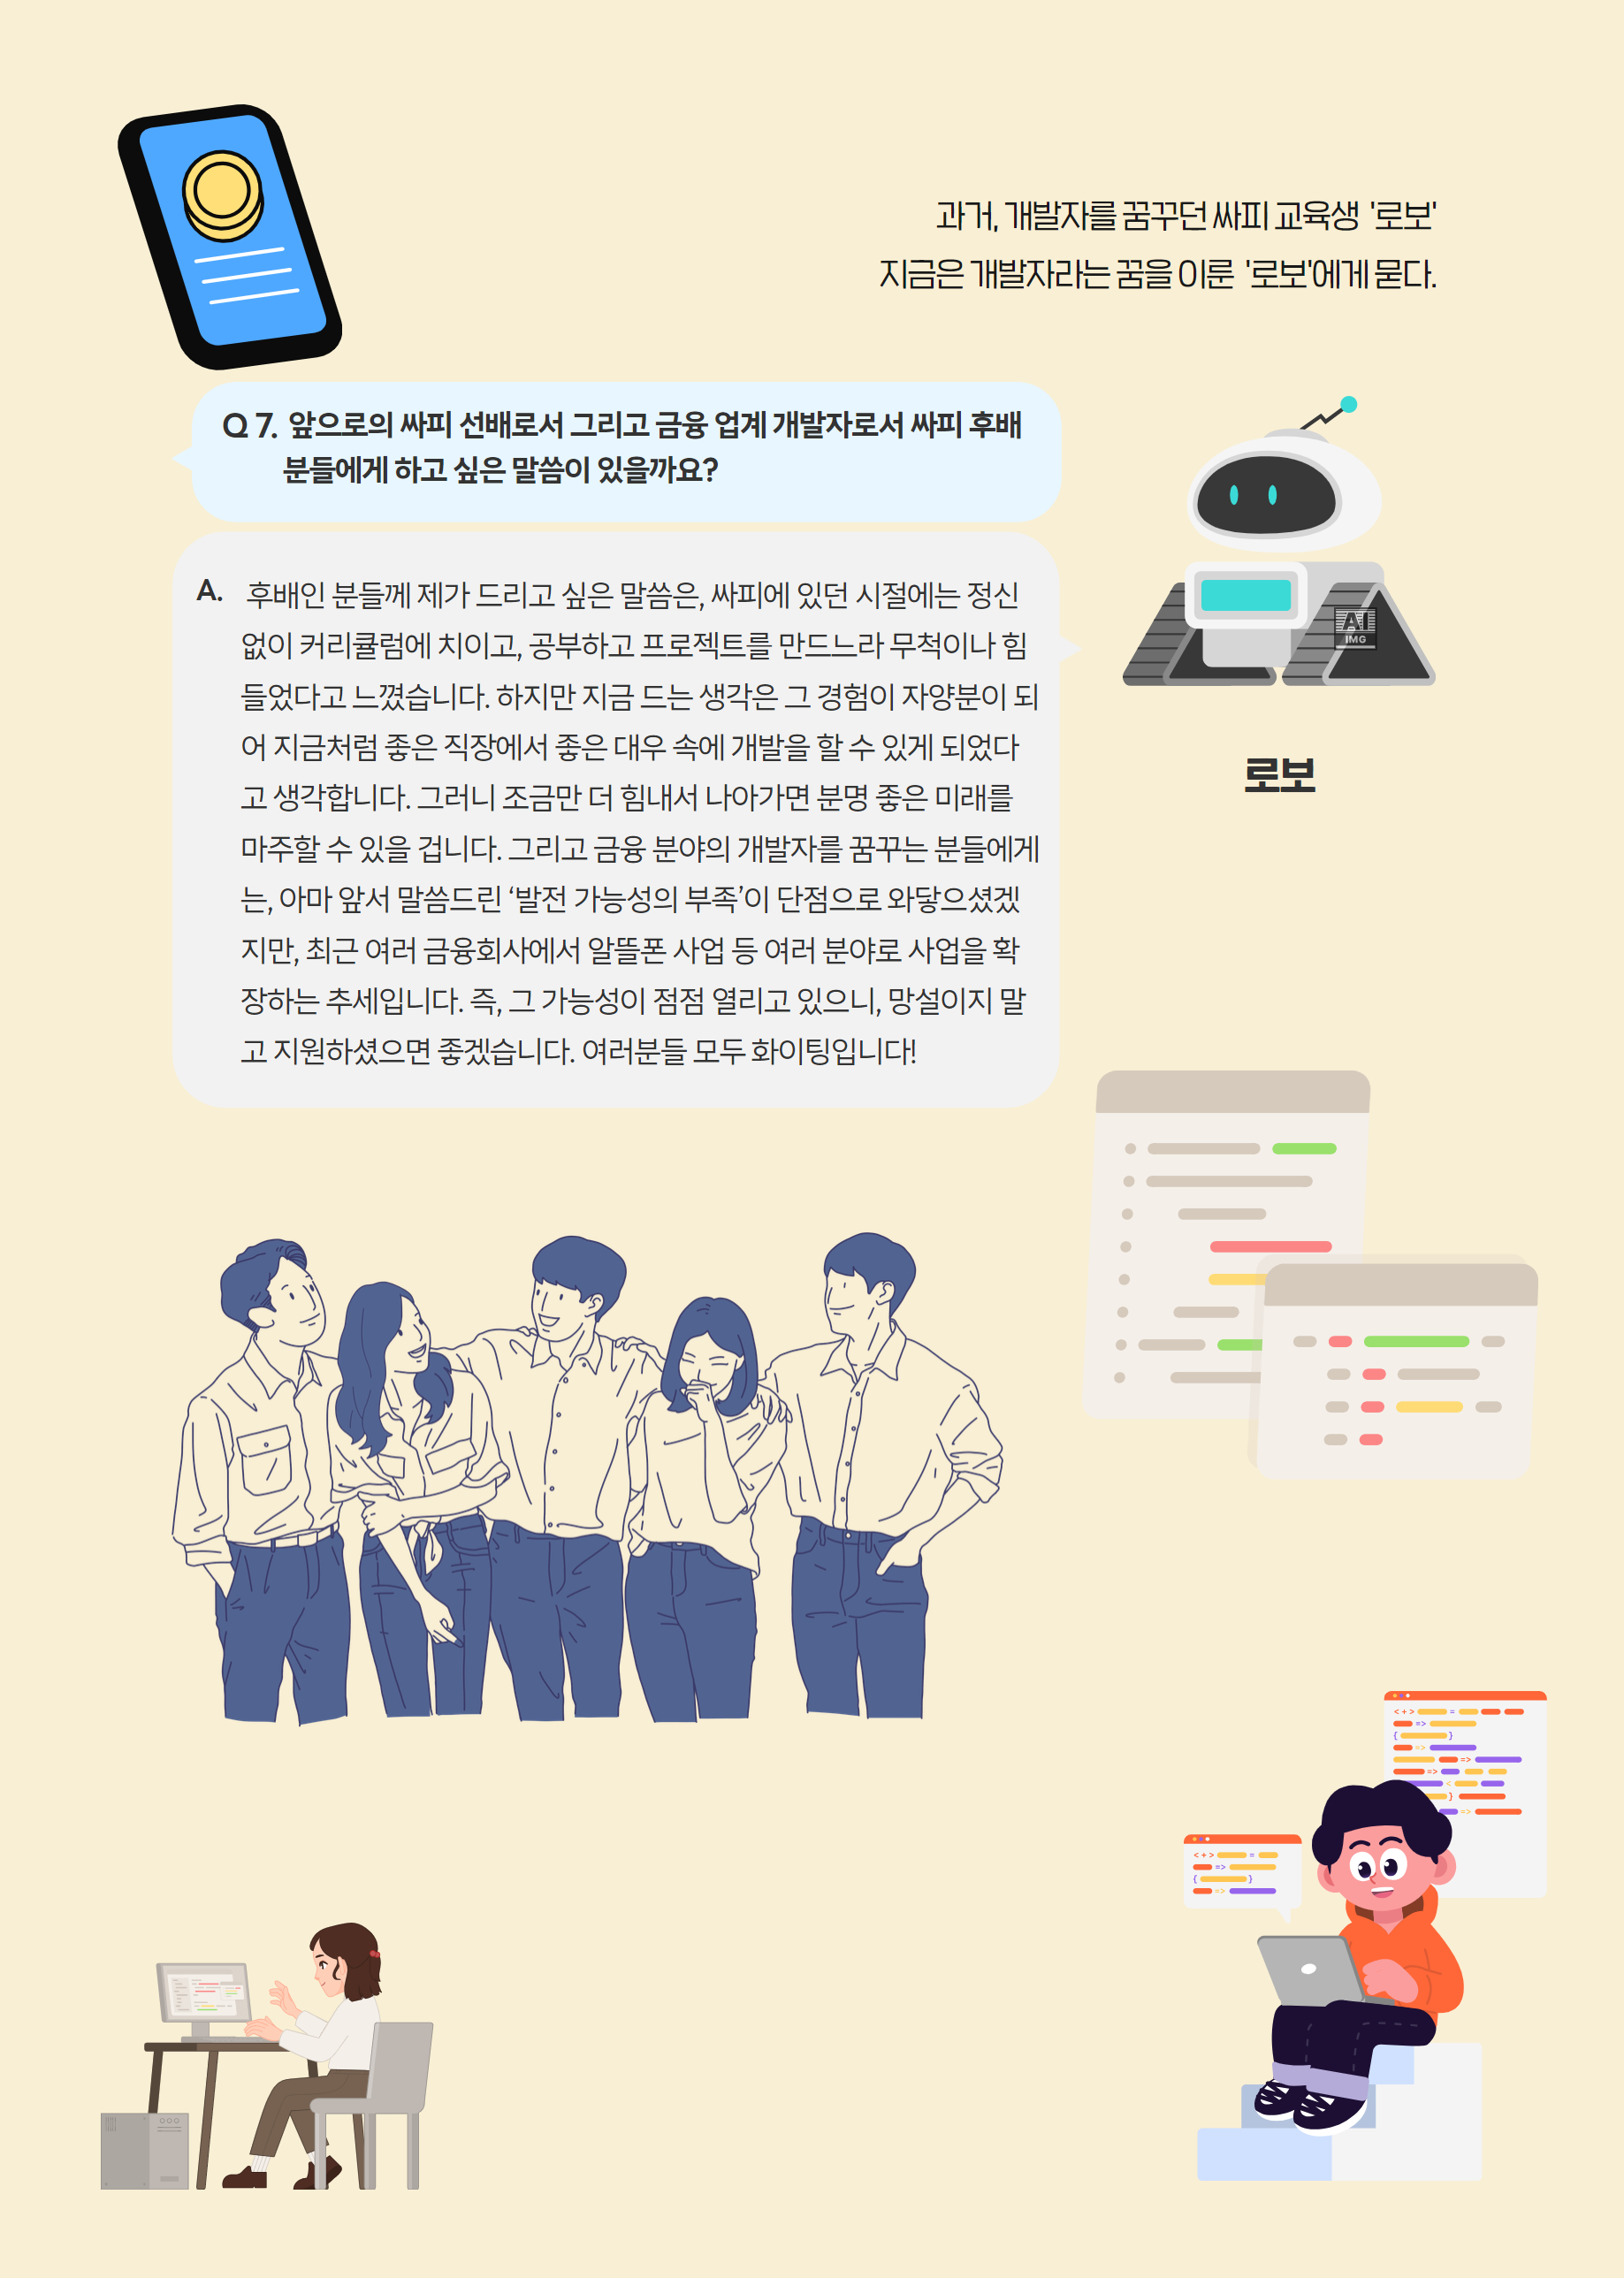 과거, 개발자를 꿈꾸던 싸피 교육생 '로보'
지금은 개발자라는 꿈을 이룬 '로보'에게 묻다.
Q 7. 앞으로의 싸피 선배로서 그리고 금융 업계 개발자로서 싸피 후배
분들에게 하고 싶은 말씀이 있을까요?
A. 후배인 분들께 제가 드리고 싶은 말씀은, 싸피에 있던 시절에는 정신
없이 커리큘럼에 치이고, 공부하고 프로젝트를 만드느라 무척이나 힘
들었다고 느꼈습니다. 하지만 지금 드는 생각은 그 경험이 자양분이 되
어 지금처럼 좋은 직장에서 좋은 대우 속에 개발을 할 수 있게 되었다
고 생각합니다. 그러니 조금만 더 힘내서 나아가면 분명 좋은 미래를
마주할 수 있을 겁니다. 그리고 금융 분야의 개발자를 꿈꾸는 분들에게
는, 아마 앞서 말씀드린 ‘발전 가능성의 부족’이 단점으로 와닿으셨겠
지만, 최근 여러 금융회사에서 알뜰폰 사업 등 여러 분야로 사업을 확
장하는 추세입니다. 즉, 그 가능성이 점점 열리고 있으니, 망설이지 말
고 지원하셨으면 좋겠습니다. 여러분들 모두 화이팅입니다!
AI
IMG
로보